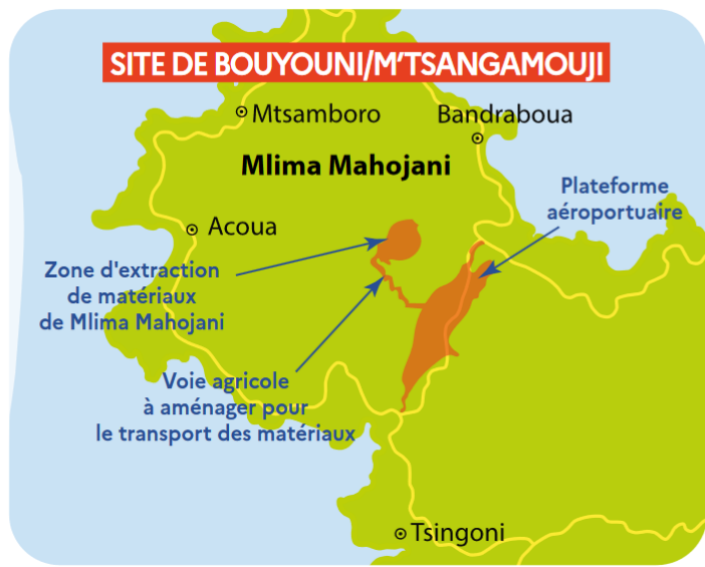 SITE DE BOUYOUNI/M'TSANGAMOUJI
Mtsamboro
Bandraboua
Mlima Mahojani
Plateforme
aéroportuaire
Acoua
Zone d'extraction
de matériaux
de Mlima Mahojani
Voie agricole
à aménager pour
le transport des matériaux
Tsingoni